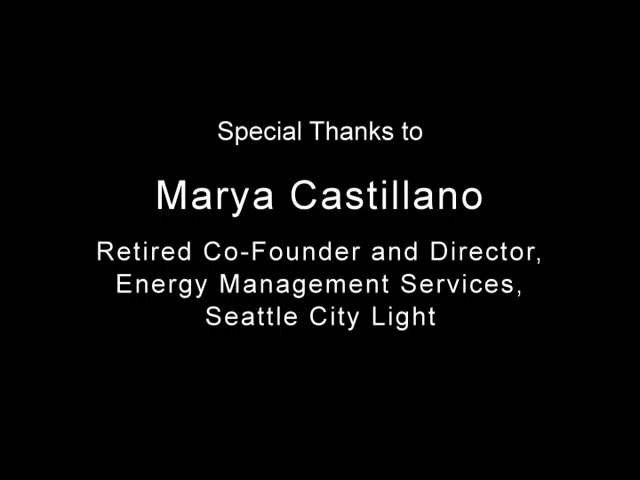 Special Thanks to
Marya Castillano
Retired Co-Founder and Director,
Energy Management Services,
Seattle City Light